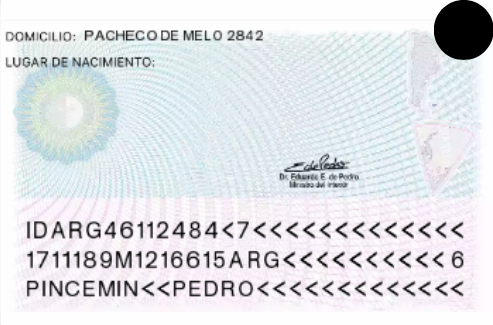 DOMICILIO: PACHECO DE MELO 2842
LUGAR DE NACIMIENTO:
Dr. Eduardo E. de Pedro
Ministro del Interior
IDARG46112484<7<<<<<<<<<<<<<<<
1711189M1216615ARG<<<<<<<<<<<6
PINCEMIN<<PEDRO<<<<<<<<<<<<<<<